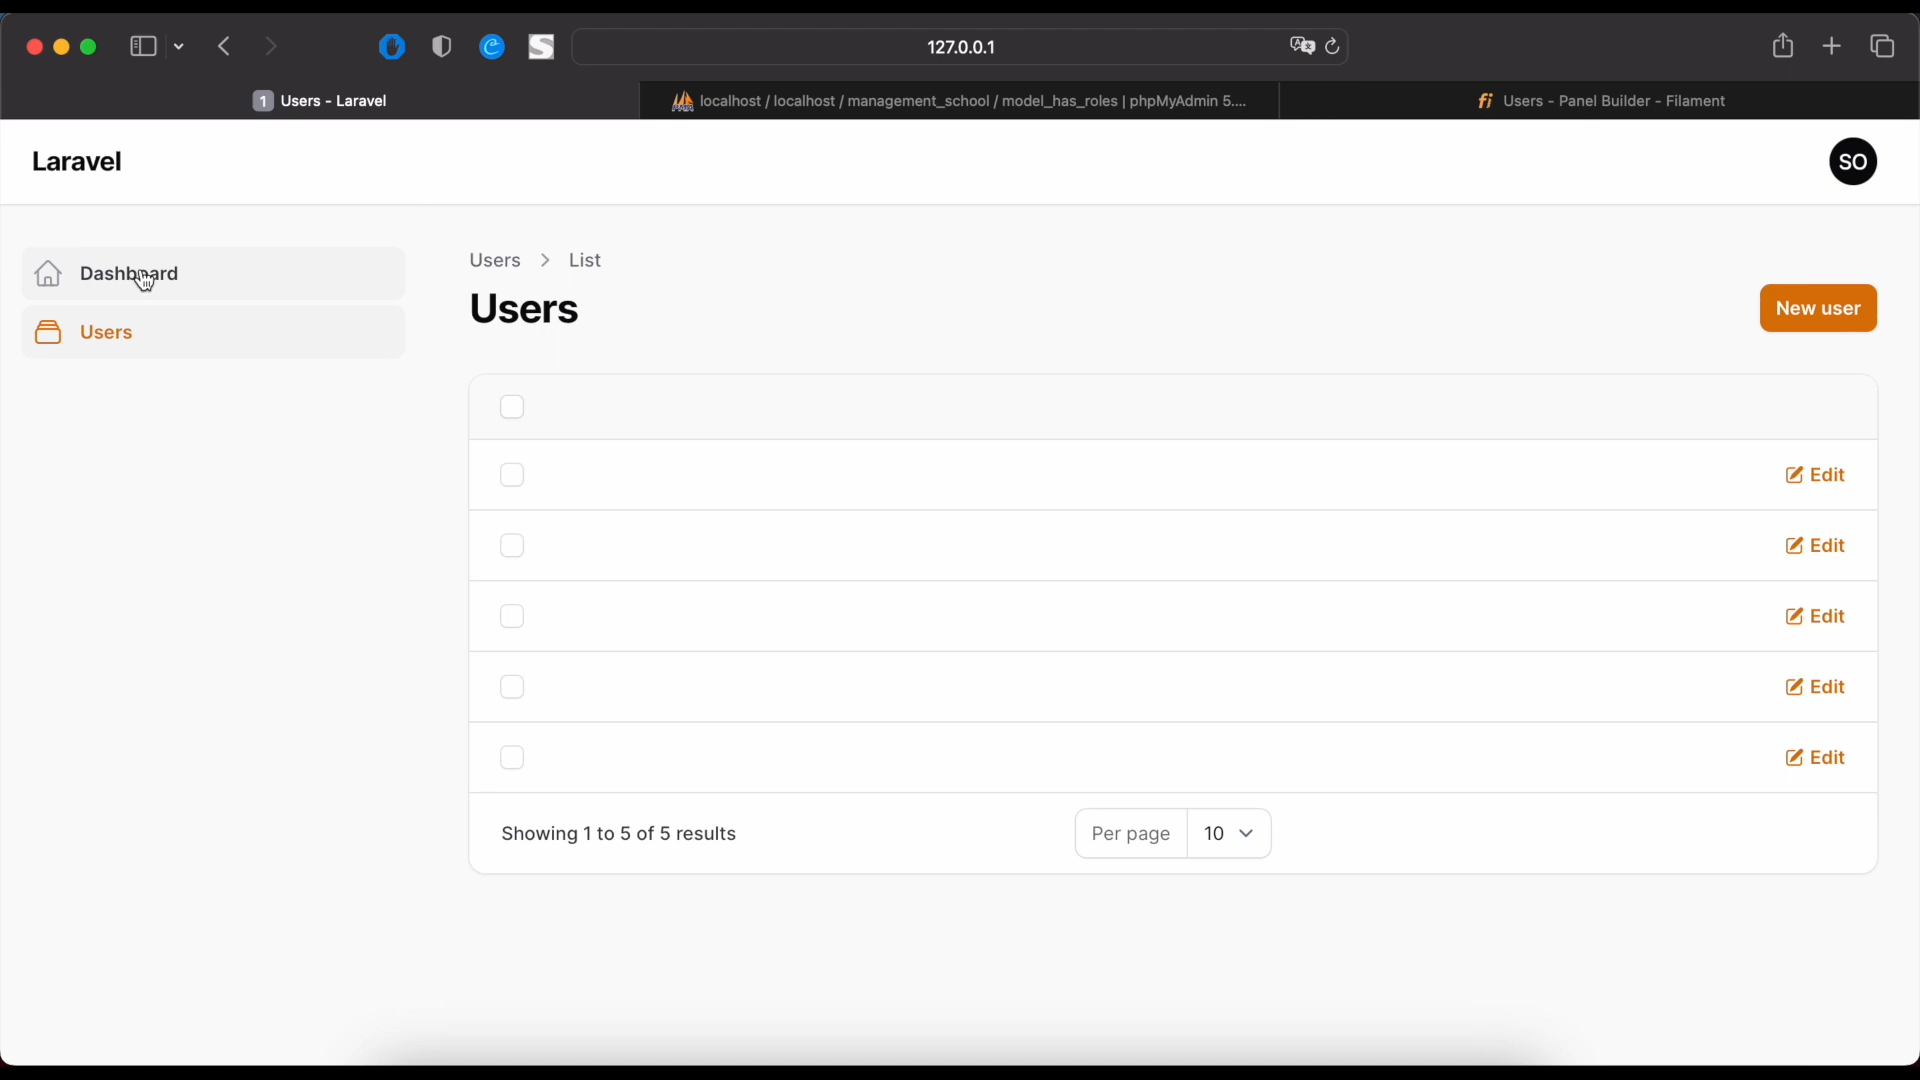 127.0.0.1
1 Users - Laravel
localhost / localhost / management_school / model_has_roles | phpMyAdmin 5....
Users - Panel Builder - Filament
Laravel
SO
Dashboard
Users
Users > List
Users
New user
Edit
Edit
Edit
Edit
Edit
Showing 1 to 5 of 5 results
Per page 10